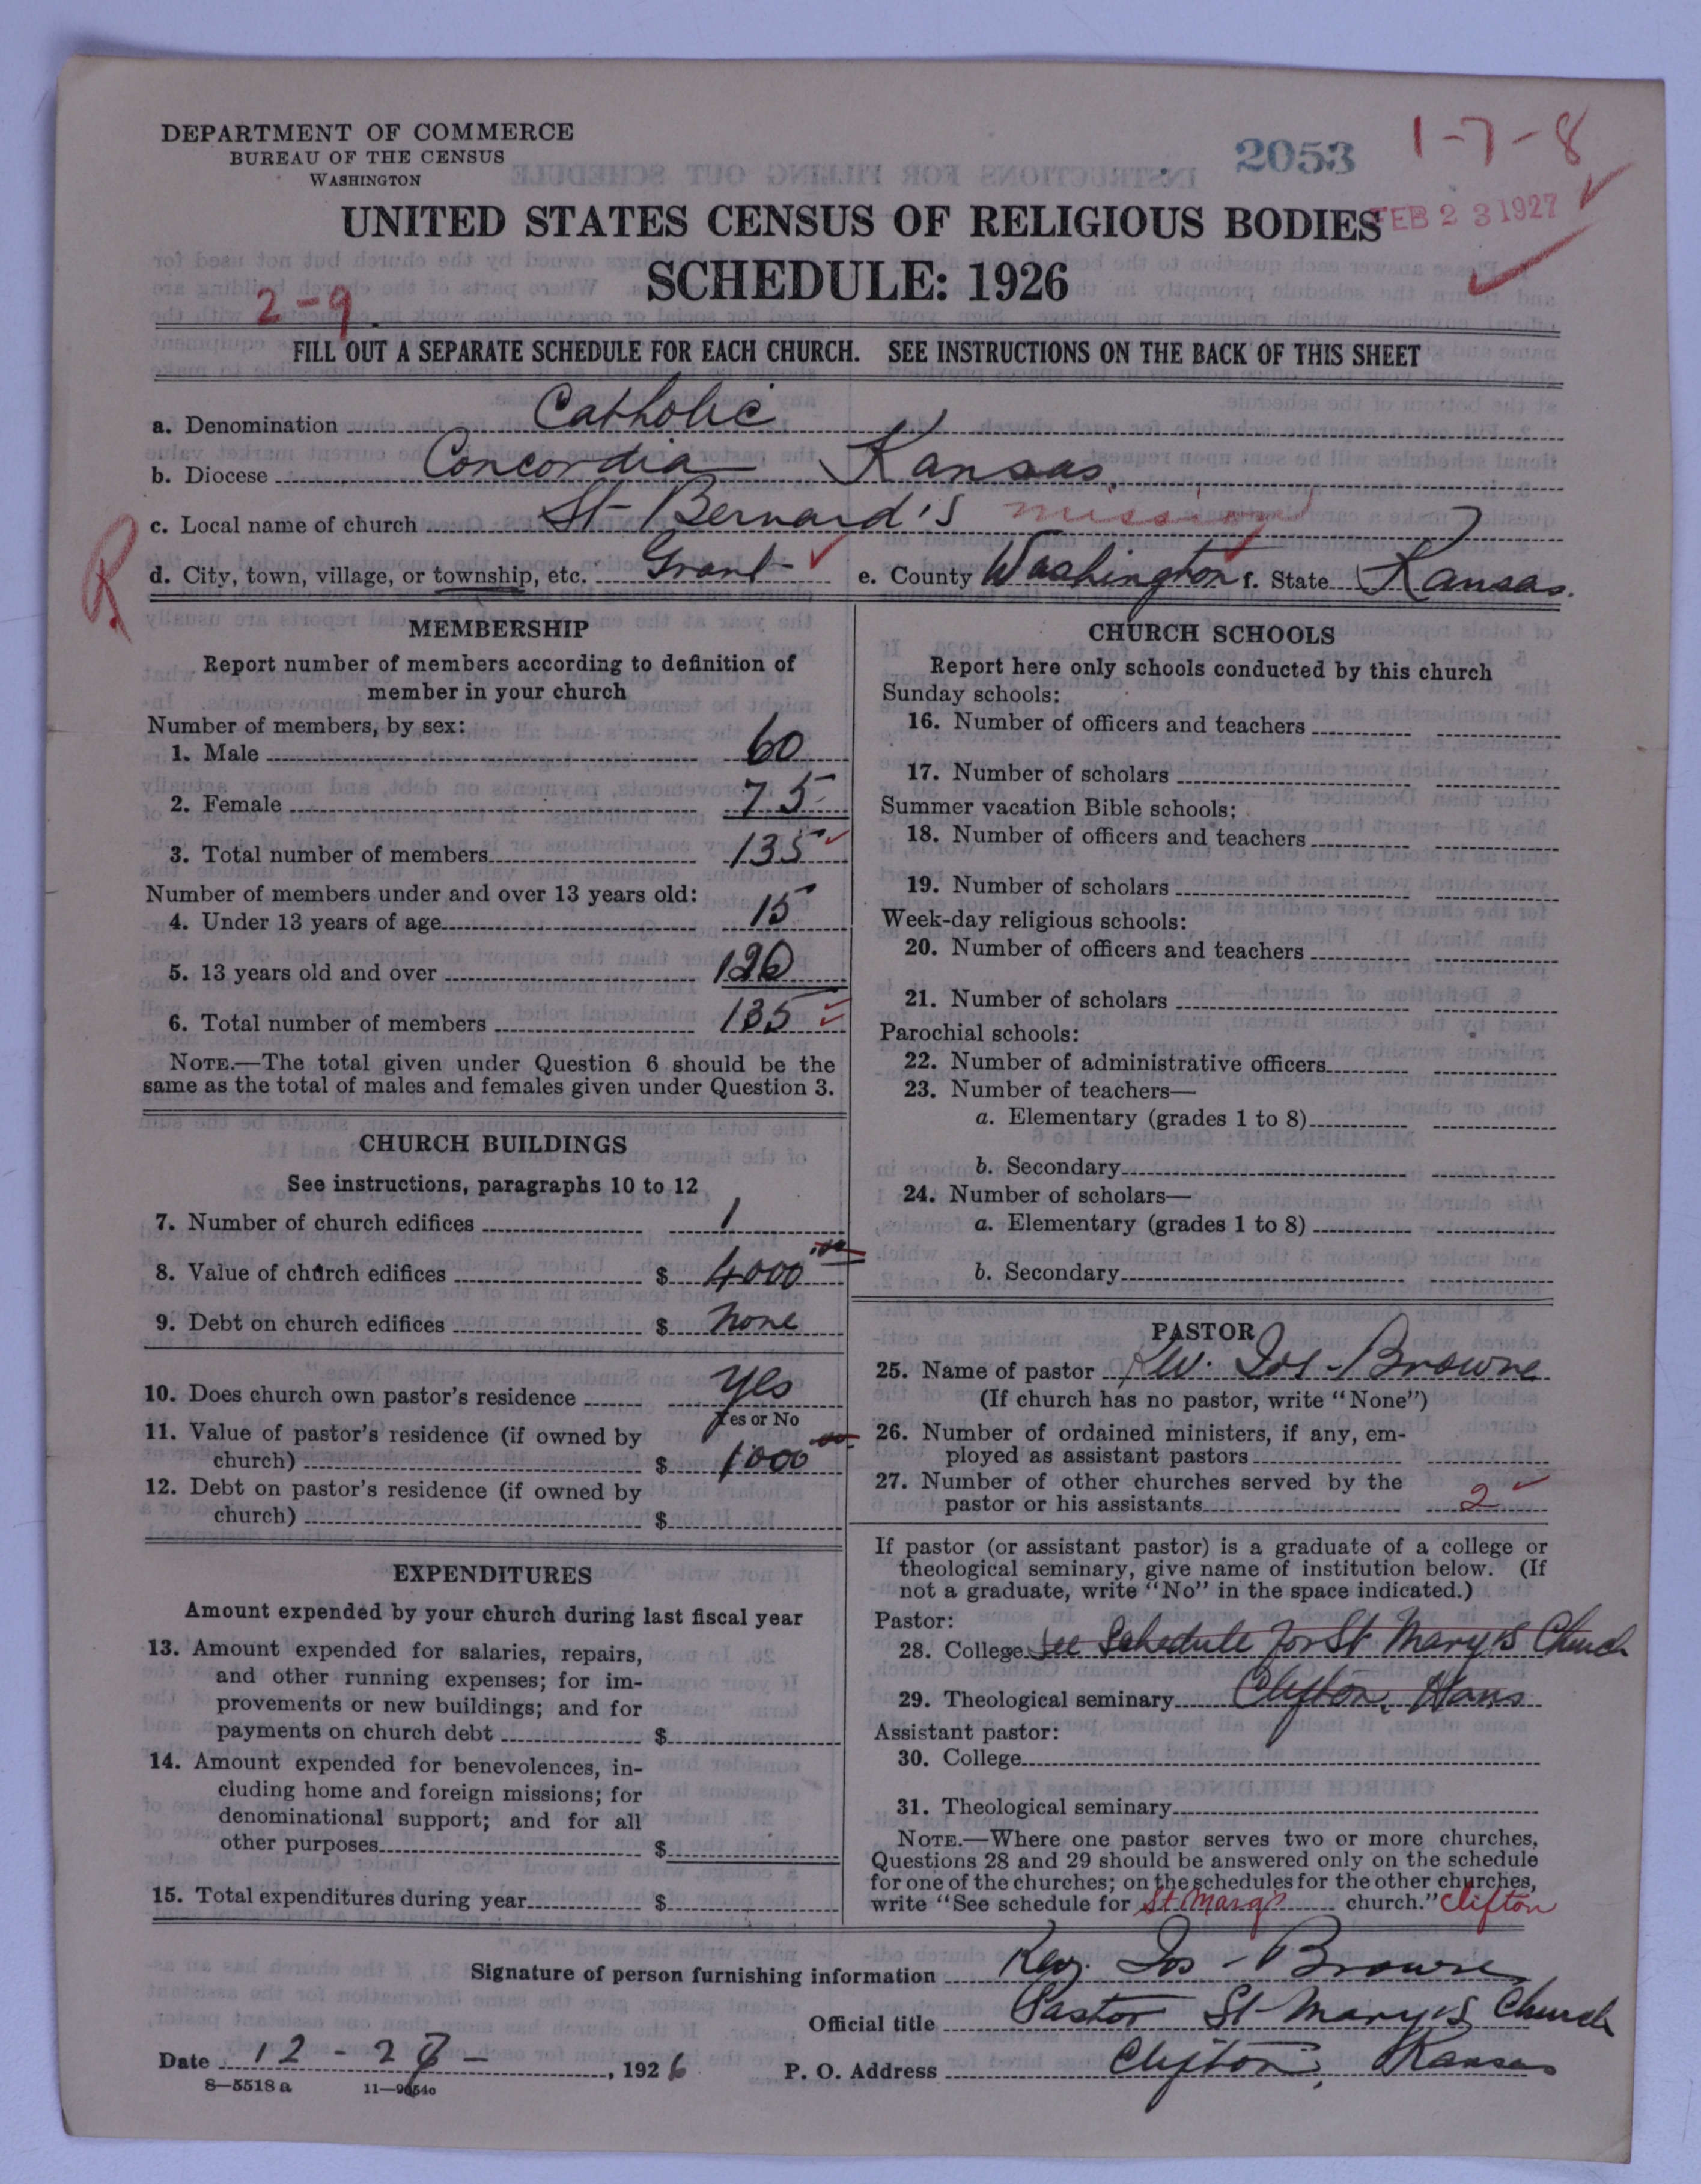 DEPARTMENT OF COMMERCE
BUREAU OF THE CENSUS
WASHINGTON
2053
1-7-8
FEB 23 1927
UNITED STATES CENSUS OF RELIGIOUS BODIES
SCHEDULE: 1926
2-9
FILL OUT A SEPARATE SCHEDULE FOR EACH CHURCH. SEE INSTRUCTIONS ON THE BACK OF THIS SHEET
a. Denomination Catholic
b. Diocese Concordia Kansas.
c. Local name of church St Bernard's mission
R
d. City, town, village, or township, etc. Grant e. County Washington f. State Kansas.
MEMBERSHIP
Report number of members according to definition of
member in your church
Number of members, by sex:
1. Male 60
2. Female 75
3. Total number of members 135
Number of members under and over 13 years old:
4. Under 13 years of age 15
5. 13 years old and over 120
6. Total number of members 135
NOTE.—The total given under Question 6 should be the
same as the total of males and females given under Question 3.
CHURCH BUILDINGS
See instructions, paragraphs 10 to 12
7. Number of church edifices 1
8. Value of church edifices $ 4000.00
9. Debt on church edifices $ none
10. Does church own pastor's residence yes
Yes or No
11. Value of pastor's residence (if owned by
church) $ 1000 00
12. Debt on pastor's residence (if owned by
church) $
EXPENDITURES
Amount expended by your church during last fiscal year
13. Amount expended for salaries, repairs,
and other running expenses; for im-
provements or new buildings; and for
payments on church debt $
14. Amount expended for benevolences, in-
cluding home and foreign missions; for
denominational support; and for all
other purposes $
15. Total expenditures during year $
CHURCH SCHOOLS
Report here only schools conducted by this church
Sunday schools:
16. Number of officers and teachers
17. Number of scholars
Summer vacation Bible schools:
18. Number of officers and teachers
19. Number of scholars
Week-day religious schools:
20. Number of officers and teachers
21. Number of scholars
Parochial schools:
22. Number of administrative officers
23. Number of teachers—
a. Elementary (grades 1 to 8)
b. Secondary
24. Number of scholars—
a. Elementary (grades 1 to 8)
b. Secondary
PASTOR
25. Name of pastor Rev. Jos. Browne
(If church has no pastor, write "None")
26. Number of ordained ministers, if any, em-
ployed as assistant pastors
27. Number of other churches served by the
pastor or his assistants 2
If pastor (or assistant pastor) is a graduate of a college or
theological seminary, give name of institution below. (If
not a graduate, write "No" in the space indicated.)
Pastor:
28. College See Schedule for St Mary's Church
29. Theological seminary Clifton, Kans
Assistant pastor:
30. College
31. Theological seminary
NOTE.—Where one pastor serves two or more churches,
Questions 28 and 29 should be answered only on the schedule
for one of the churches; on the schedules for the other churches,
write "See schedule for St Mary's church." Clifton
Signature of person furnishing information Rev. Jos. Browne
Official title Pastor St Mary's Church
Date 12-27-, 1926 P. O. Address Clifton, Kansas
8—5518 a 11—9054c